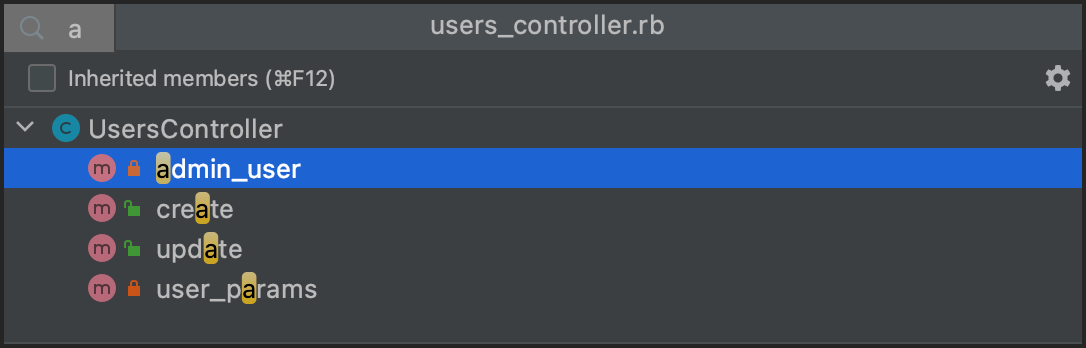 a users_controller.rb
Inherited members (⌘F12)
C UsersController
m admin_user
m create
m update
m user_params